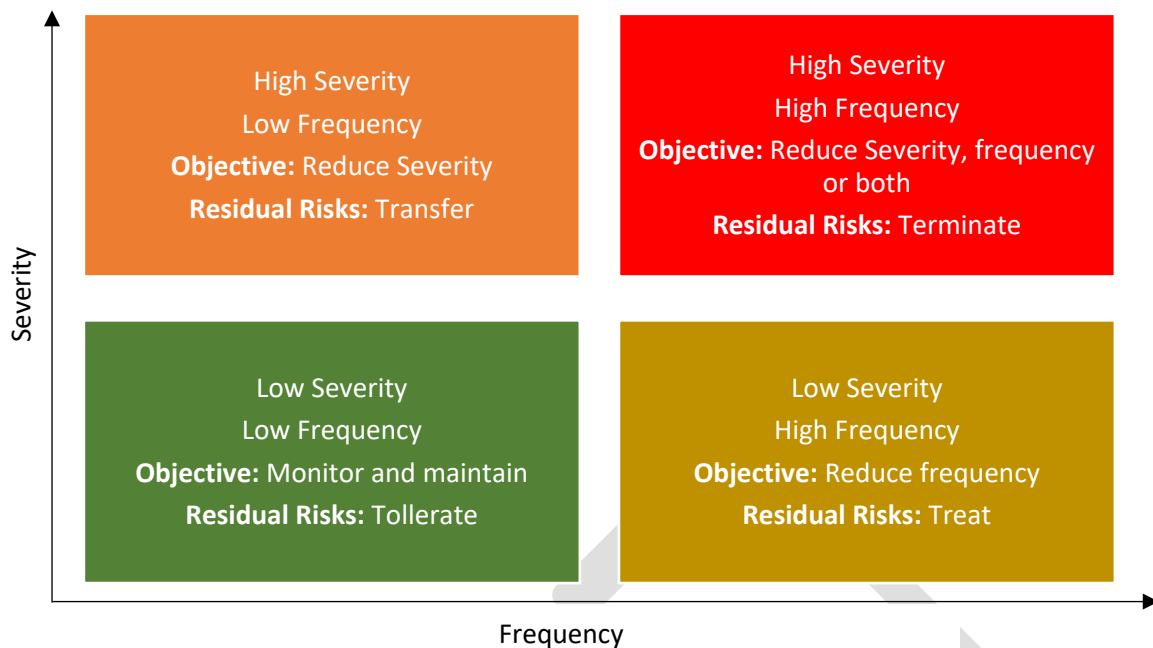 Severity
High Severity
Low Frequency
Objective: Reduce Severity
Residual Risks: Transfer
High Severity
High Frequency
Objective: Reduce Severity, frequency
or both
Residual Risks: Terminate
Low Severity
Low Frequency
Objective: Monitor and maintain
Residual Risks: Tollerate
Low Severity
High Frequency
Objective: Reduce frequency
Residual Risks: Treat
Frequency